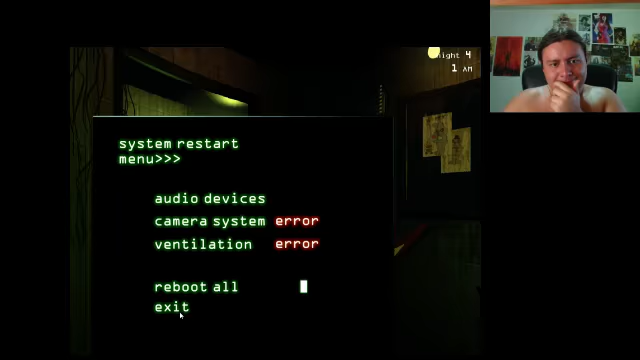 night 4
1 AM
system restart
menu>>>
audio devices
camera system error
ventilation error
reboot all
exit